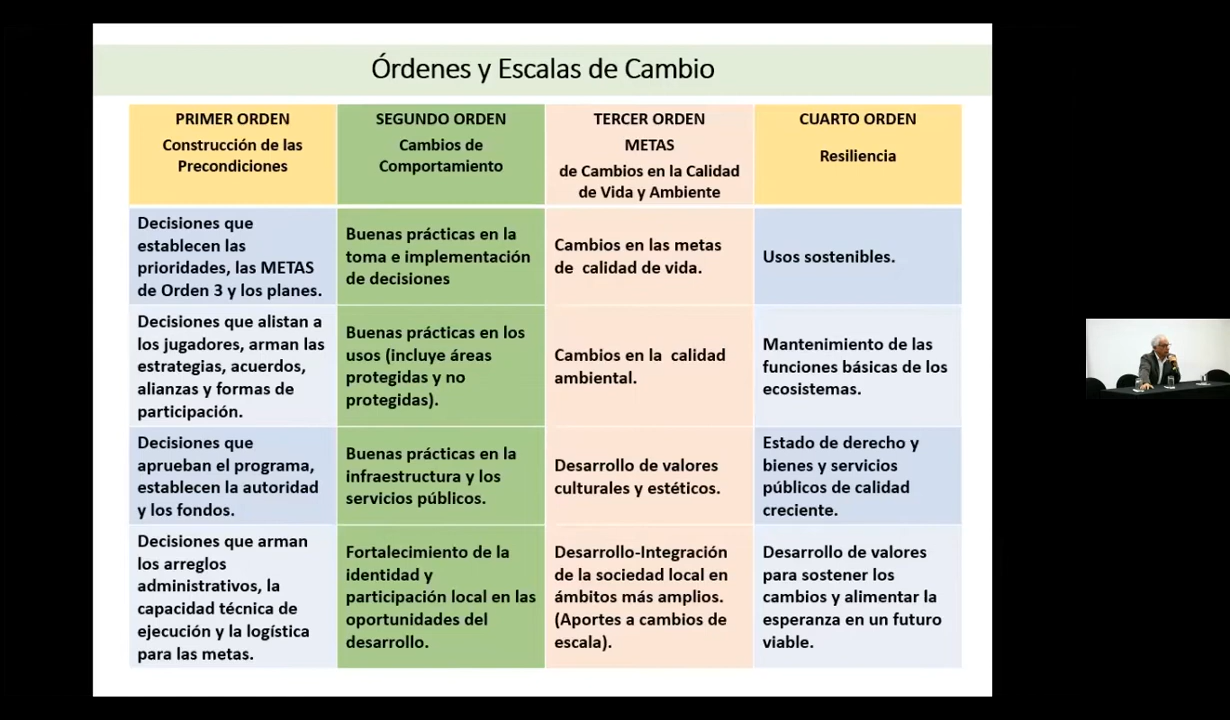 Órdenes y Escalas de Cambio
PRIMER ORDEN
Construcción de las
Precondiciones
SEGUNDO ORDEN
Cambios de
Comportamiento
TERCER ORDEN
METAS
de Cambios en la Calidad
de Vida y Ambiente
CUARTO ORDEN
Resiliencia
Decisiones que
establecen las
prioridades, las METAS
de Orden 3 y los planes.
Buenas prácticas en la
toma e implementación
de decisiones
Cambios en las metas
de calidad de vida.
Usos sostenibles.
Decisiones que alistan a
los jugadores, arman las
estrategias, acuerdos,
alianzas y formas de
participación.
Buenas prácticas en los
usos (incluye áreas
protegidas y no
protegidas).
Cambios en la calidad
ambiental.
Mantenimiento de las
funciones básicas de los
ecosistemas.
Decisiones que
aprueban el programa,
establecen la autoridad
y los fondos.
Buenas prácticas en la
infraestructura y los
servicios públicos.
Desarrollo de valores
culturales y estéticos.
Estado de derecho y
bienes y servicios
públicos de calidad
creciente.
Decisiones que arman
los arreglos
administrativos, la
capacidad técnica de
ejecución y la logística
para las metas.
Fortalecimiento de la
identidad y
participación local en las
oportunidades del
desarrollo.
Desarrollo-Integración
de la sociedad local en
ámbitos más amplios.
(Aportes a cambios de
escala).
Desarrollo de valores
para sostener los
cambios y alimentar la
esperanza en un futuro
viable.